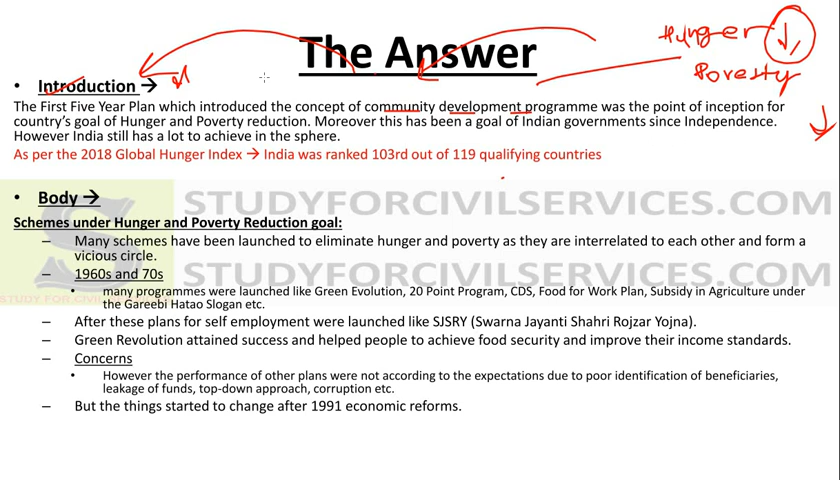 The Answer
Hunger
Poverty
• Introduction →
The First Five Year Plan which introduced the concept of community development programme was the point of inception for
country's goal of Hunger and Poverty reduction. Moreover this has been a goal of Indian governments since Independence.
However India still has a lot to achieve in the sphere.
As per the 2018 Global Hunger Index → India was ranked 103rd out of 119 qualifying countries
• Body →
STUDYFORCIVILSERVICES.COM
Schemes under Hunger and Poverty Reduction goal:
– Many schemes have been launched to eliminate hunger and poverty as they are interrelated to each other and form a
vicious circle.
– 1960s and 70s
STUDYFORCIVILSERVICES.COM
• many programmes were launched like Green Evolution, 20 Point Program, CDS, Food for Work Plan, Subsidy in Agriculture under
the Gareebi Hatao Slogan etc.
STUDY FOR CIVIL SERVICES
– After these plans for self employment were launched like SJSRY (Swarna Jayanti Shahri Rojzar Yojna).
– Green Revolution attained success and helped people to achieve food security and improve their income standards.
– Concerns
• However the performance of other plans were not according to the expectations due to poor identification of beneficiaries,
leakage of funds, top-down approach, corruption etc.
– But the things started to change after 1991 economic reforms.